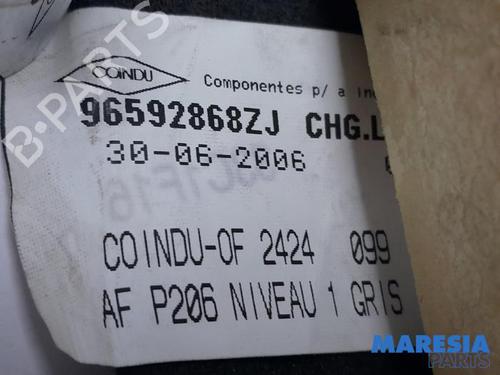 COINDU
Componentes p/ a in
96592868ZJ CHG.L
30-06-2006
COINDU-OF 2424 099
AF P206 NIVEAU 1 GRIS
B-PARTS
MARESIA
PARTS